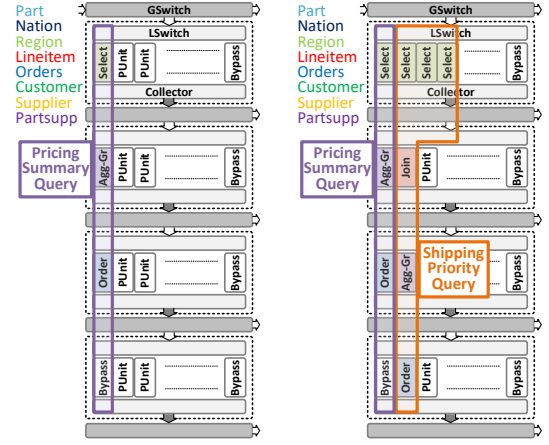 Part
Nation
Region
Lineitem
Orders
Customer
Supplier
Partsupp
GSwitch
LSwitch
Select
PUnit
PUnit
Bypass
Collector
Pricing
Summary
Query
Agg-Gr
PUnit
PUnit
Bypass
Order
PUnit
PUnit
Bypass
Bypass
PUnit
PUnit
Bypass
Part
Nation
Region
Lineitem
Orders
Customer
Supplier
Partsupp
GSwitch
LSwitch
Select
Select
Select
Select
Bypass
Collector
Pricing
Summary
Query
Agg-Gr
Join
PUnit
Bypass
Order
Agg-Gr
Shipping
Priority
Query
Bypass
Bypass
Order
PUnit
Bypass